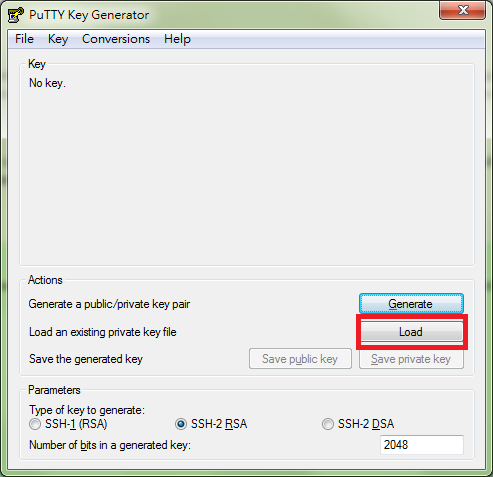 PuTTY Key Generator
File Key Conversions Help
Key
No key.
Actions
Generate a public/private key pair
Generate
Load an existing private key file
Load
Save the generated key
Save public key
Save private key
Parameters
Type of key to generate:
SSH-1 (RSA)
SSH-2 RSA
SSH-2 DSA
Number of bits in a generated key:
2048